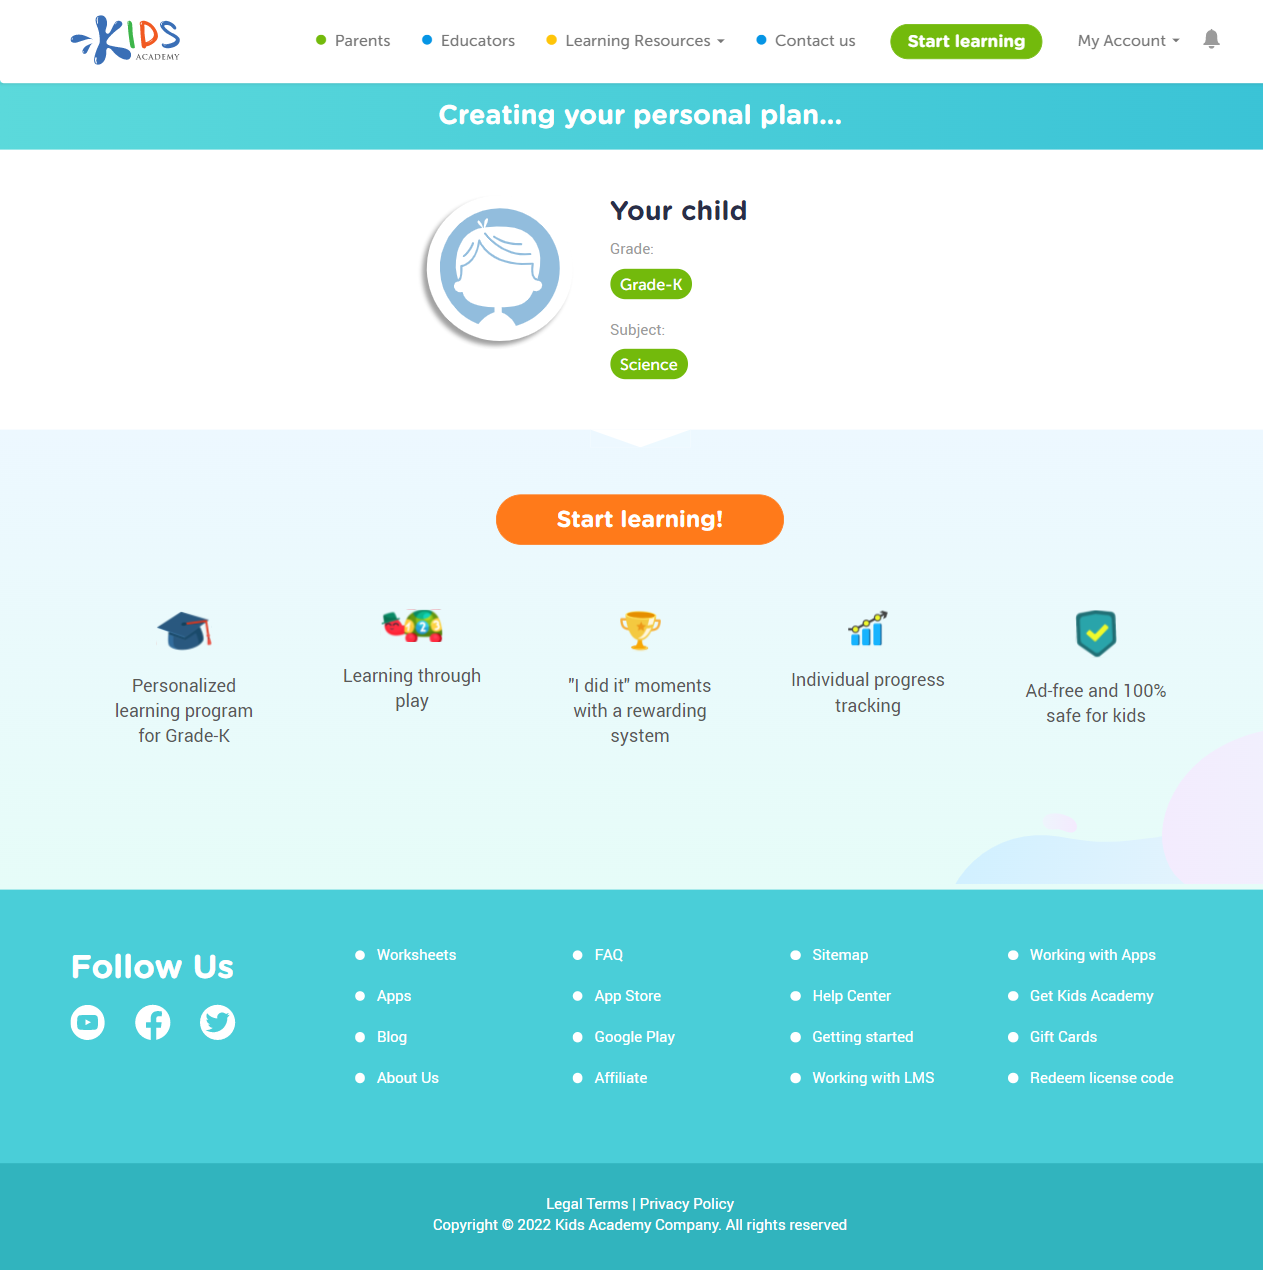 KIDS
ACADEMY
Parents
Educators
Learning Resources
Contact us
Start learning
My Account
Creating your personal plan...
Your child
Grade:
Grade-K
Subject:
Science
Start learning!
1 2 3
Personalized
learning program
for Grade-K
Learning through
play
"I did it" moments
with a rewarding
system
Individual progress
tracking
Ad-free and 100%
safe for kids
Follow Us
Worksheets
Apps
Blog
About Us
FAQ
App Store
Google Play
Affiliate
Sitemap
Help Center
Getting started
Working with LMS
Working with Apps
Get Kids Academy
Gift Cards
Redeem license code
Legal Terms | Privacy Policy
Copyright © 2022 Kids Academy Company. All rights reserved